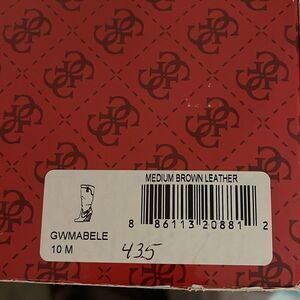 MEDIUM BROWN LEATHER
8 86113 20881 2
GWMABELE
10 M
435